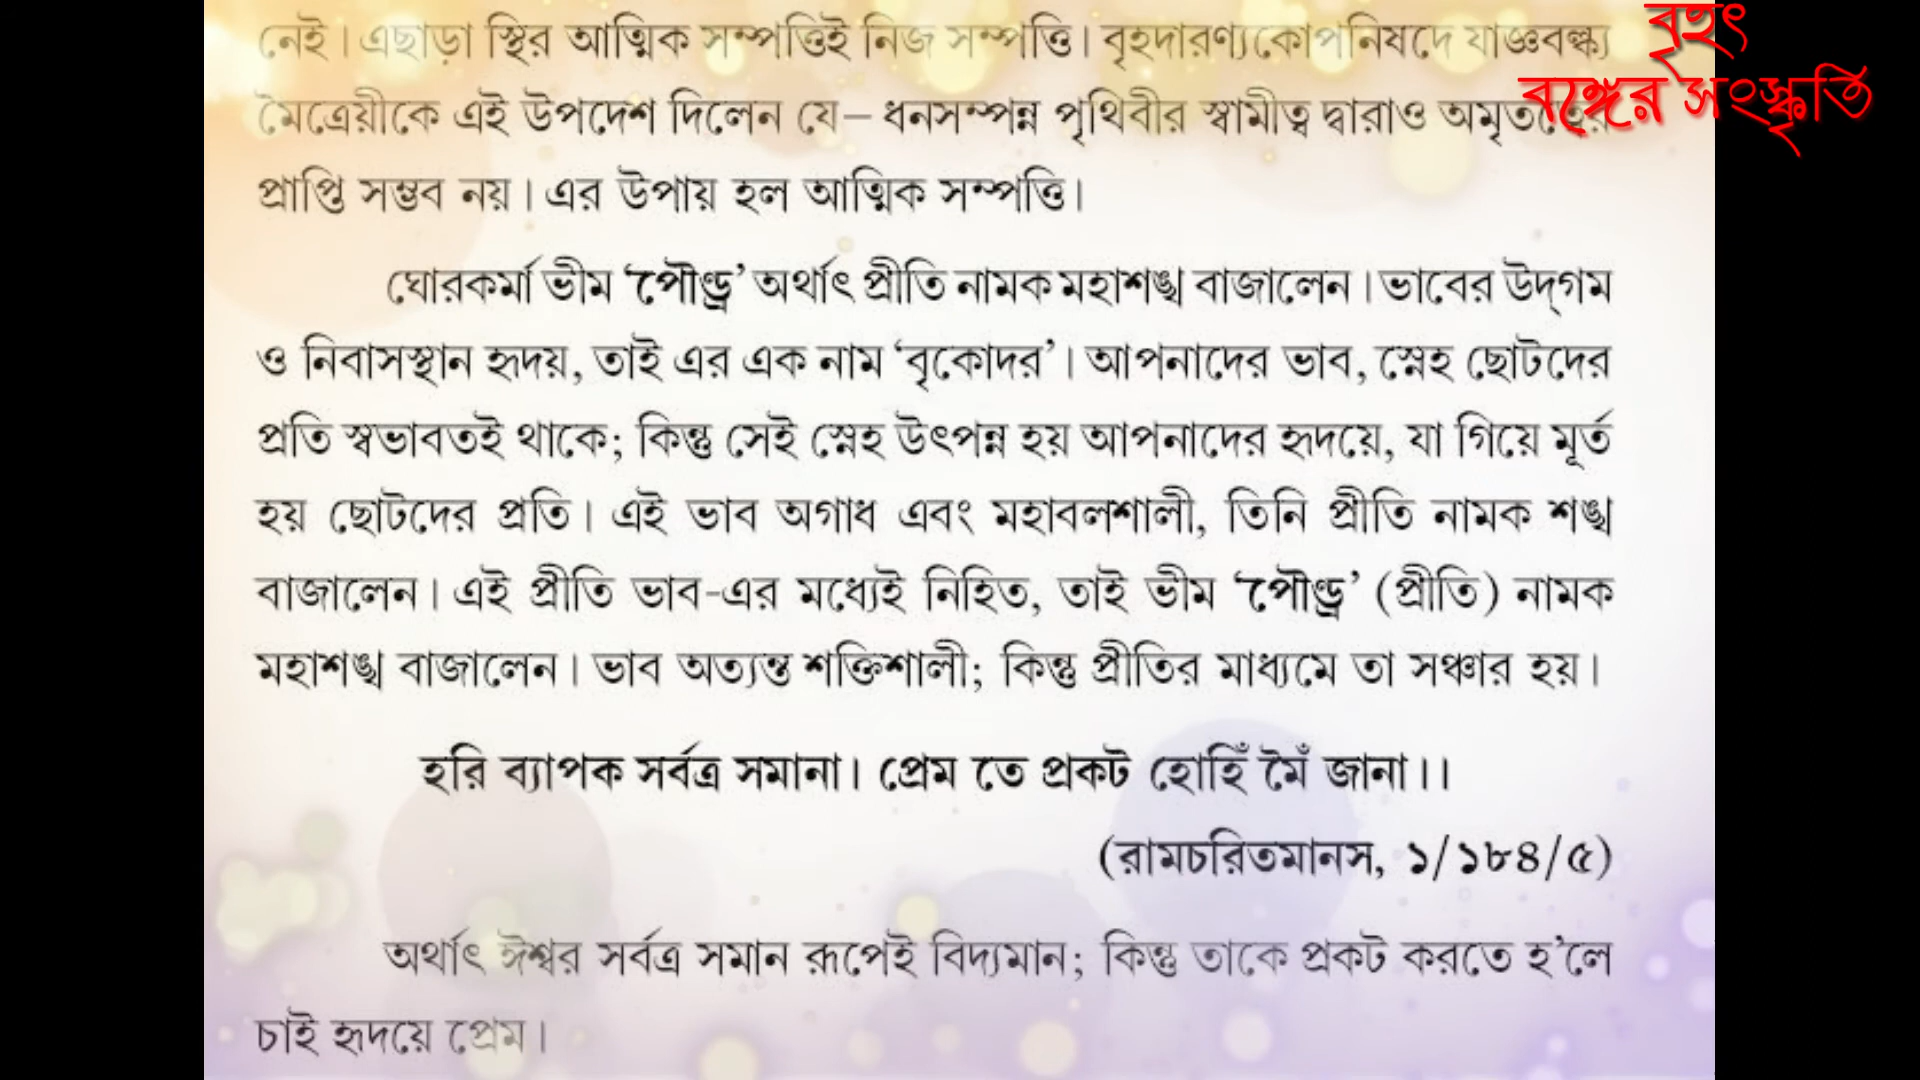 নেই। এছাড়া স্থির আত্মিক সম্পত্তিই নিজ সম্পত্তি। বৃহদারণ্যকোপনিষদে যাজ্ঞবল্ক্য
মৈত্রেয়ীকে এই উপদেশ দিলেন যে– ধনসম্পন্ন পৃথিবীর স্বামীত্ব দ্বারাও অমৃতত্বের
প্রাপ্তি সম্ভব নয়। এর উপায় হল আত্মিক সম্পত্তি।
ঘোরকর্মা ভীম ‘পৌণ্ড্র’ অর্থাৎ প্রীতি নামক মহাশঙ্খ বাজালেন। ভাবের উদ্‌গম
ও নিবাসস্থান হৃদয়, তাই এর এক নাম ‘বৃকোদর’। আপনাদের ভাব, স্নেহ ছোটদের
প্রতি স্বভাবতই থাকে; কিন্তু সেই স্নেহ উৎপন্ন হয় আপনাদের হৃদয়ে, যা গিয়ে মূর্ত
হয় ছোটদের প্রতি। এই ভাব অগাধ এবং মহাবলশালী, তিনি প্রীতি নামক শঙ্খ
বাজালেন। এই প্রীতি ভাব-এর মধ্যেই নিহিত, তাই ভীম ‘পৌণ্ড্র’ (প্রীতি) নামক
মহাশঙ্খ বাজালেন। ভাব অত্যন্ত শক্তিশালী; কিন্তু প্রীতির মাধ্যমে তা সঞ্চার হয়।
হরি ব্যাপক সর্বত্র সমানা। প্রেম তে প্রকট হোহিঁ মৈঁ জানা।।
(রামচরিতমানস, ১/১৮৪/৫)
অর্থাৎ ঈশ্বর সর্বত্র সমান রূপেই বিদ্যমান; কিন্তু তাকে প্রকট করতে হ’লে
চাই হৃদয়ে প্রেম।
বৃহৎ
বঙ্গের সংস্কৃতি